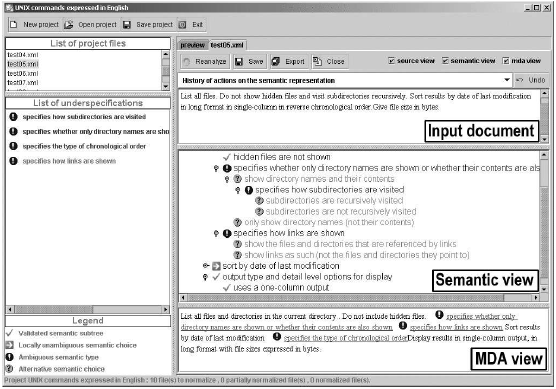 UNIX commands expressed in English
New project Open project Save project Exit
List of project files
test04.xml
test05.xml
test06.xml
test07.xml
List of underspecifications
specifies how subdirectories are visited
specifies whether only directory names are sho
specifies the type of chronological order
specifies how links are shown
Legend
Validated semantic subtree
Locally unambiguous semantic choice
Ambiguous semantic type
Alternative semantic choice
preview test05.xml
Reanalyze Save Export Close source view semantic view mda view
History of actions on the semantic representation Undo
List all files. Do not show hidden files and visit subdirectories recursively. Sort results by date of last modification
in long format in single-column in reverse chronological order.Give file size in bytes.
Input document
hidden files are not shown
specifies whether only directory names are shown or whether their contents are als
show directory names and their contents
specifies how subdirectories are visited
subdirectories are recursively visited
subdirectories are not recursively visited
only show directory names (not their contents)
specifies how links are shown
show the files and directories that are referenced by links
show links as such (not the files and directories they point to)
sort by date of last modification
output type and detail level options for display
uses a one-column output
Semantic view
List all files and directories in the current directory . Do not include hidden files. specifies whether only
directory names are shown or whether their contents are also shown specifies how links are shown Sort results
by date of last modification specifies the type of chronological orderDisplay results in single-column output, in
long format with file sizes expressed in bytes.
MDA view
Project UNIX commands expressed in English : 10 file(s) to normalize , 0 partially normalized file(s) , 0 normalized file(s).